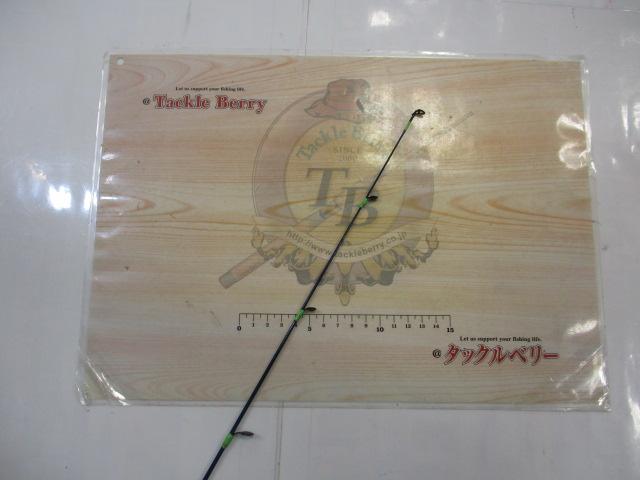 Let us support your fishing life.
@ Tackle Berry
Tackle Berry
SINCE
2000
TB
http://www.tackleberry.co.jp
0 1 2 3 4 5 6 7 8 9 10 11 12 13 14 15
Let us support your fishing life.
@ タックルベリー